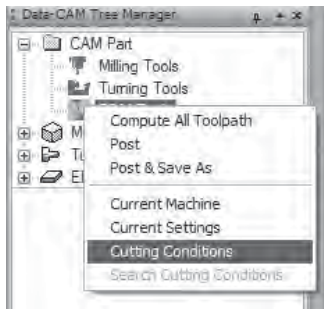 Data-CAM Tree Manager
CAM Part
Milling Tools
Turning Tools
Compute All Toolpath
Post
Post & Save As
Current Machine
Current Settings
Cutting Conditions
Search Cutting Conditions